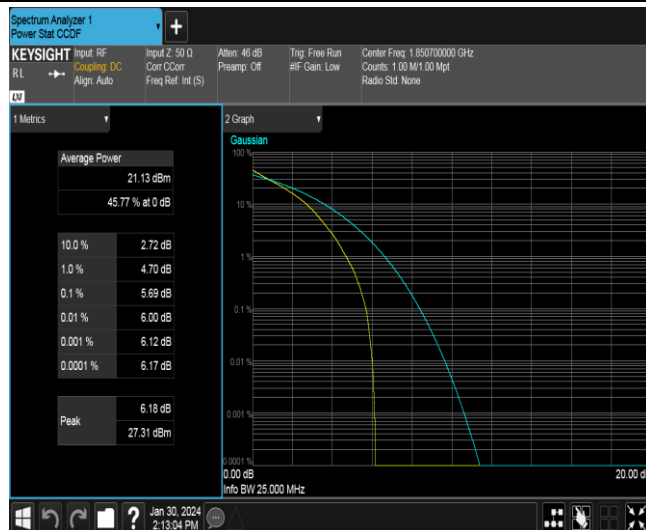 Spectrum Analyzer 1
Power Stat CCDF
+
KEYSIGHT
RL
Input: RF
Coupling: DC
Align: Auto
Input Z: 50 Ω
Corr CCorr
Freq Ref: Int (S)
Atten: 46 dB
Preamp: Off
Trig: Free Run
#IF Gain: Low
Center Freq: 1.850700000 GHz
Counts: 1.00 M/1.00 Mpt
Radio Std: None
LXI
1 Metrics
Average Power
21.13 dBm
45.77 % at 0 dB
10.0 % 2.72 dB
1.0 % 4.70 dB
0.1 % 5.69 dB
0.01 % 6.00 dB
0.001 % 6.12 dB
0.0001 % 6.17 dB
Peak
6.18 dB
27.31 dBm
2 Graph
Gaussian
100 %
10 %
1 %
0.1 %
0.01 %
0.001 %
0.0001 %
0.00 dB
20.00
Info BW 25.000 MHz
?
Jan 30, 2024
2:13:04 PM